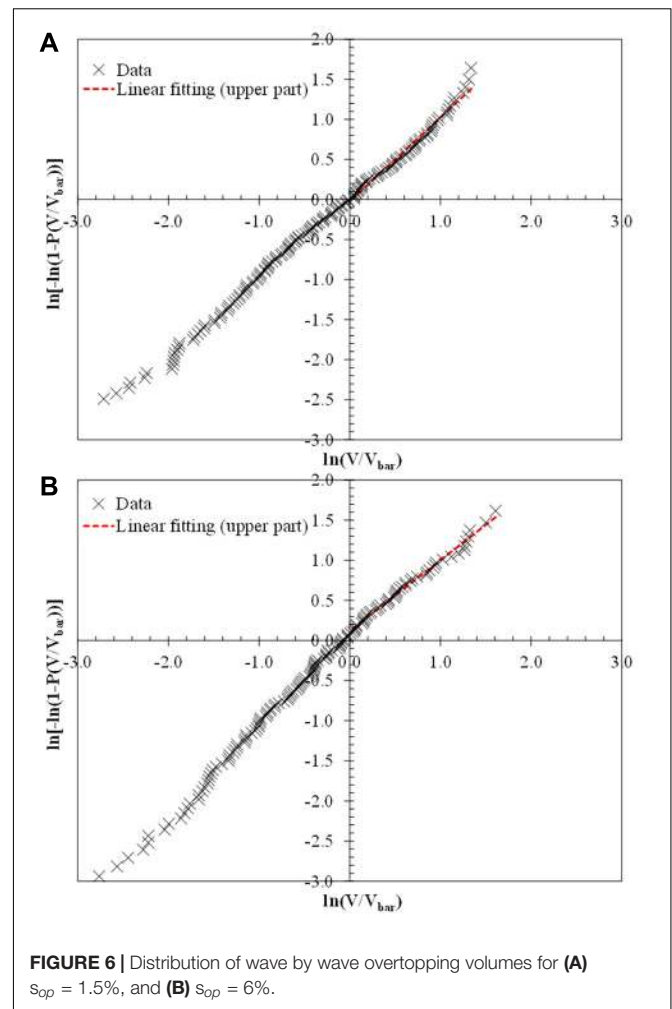 A
2.0
× Data
---- Linear fitting (upper part)
1.5
1.0
0.5
0.0
-3.0 -2.0 -1.0 0.0 1.0 2.0 3.0
-0.5
-1.0
-1.5
-2.0
-2.5
-3.0
ln[-ln(1-P(V/Vbar))]
ln(V/Vbar)
B
2.0
× Data
---- Linear fitting (upper part)
1.5
1.0
0.5
0.0
-3.0 -2.0 -1.0 0.0 1.0 2.0 3.0
-0.5
-1.0
-1.5
-2.0
-2.5
-3.0
ln[-ln(1-P(V/Vbar))]
ln(V/Vbar)
FIGURE 6 | Distribution of wave by wave overtopping volumes for (A)
sop = 1.5%, and (B) sop = 6%.